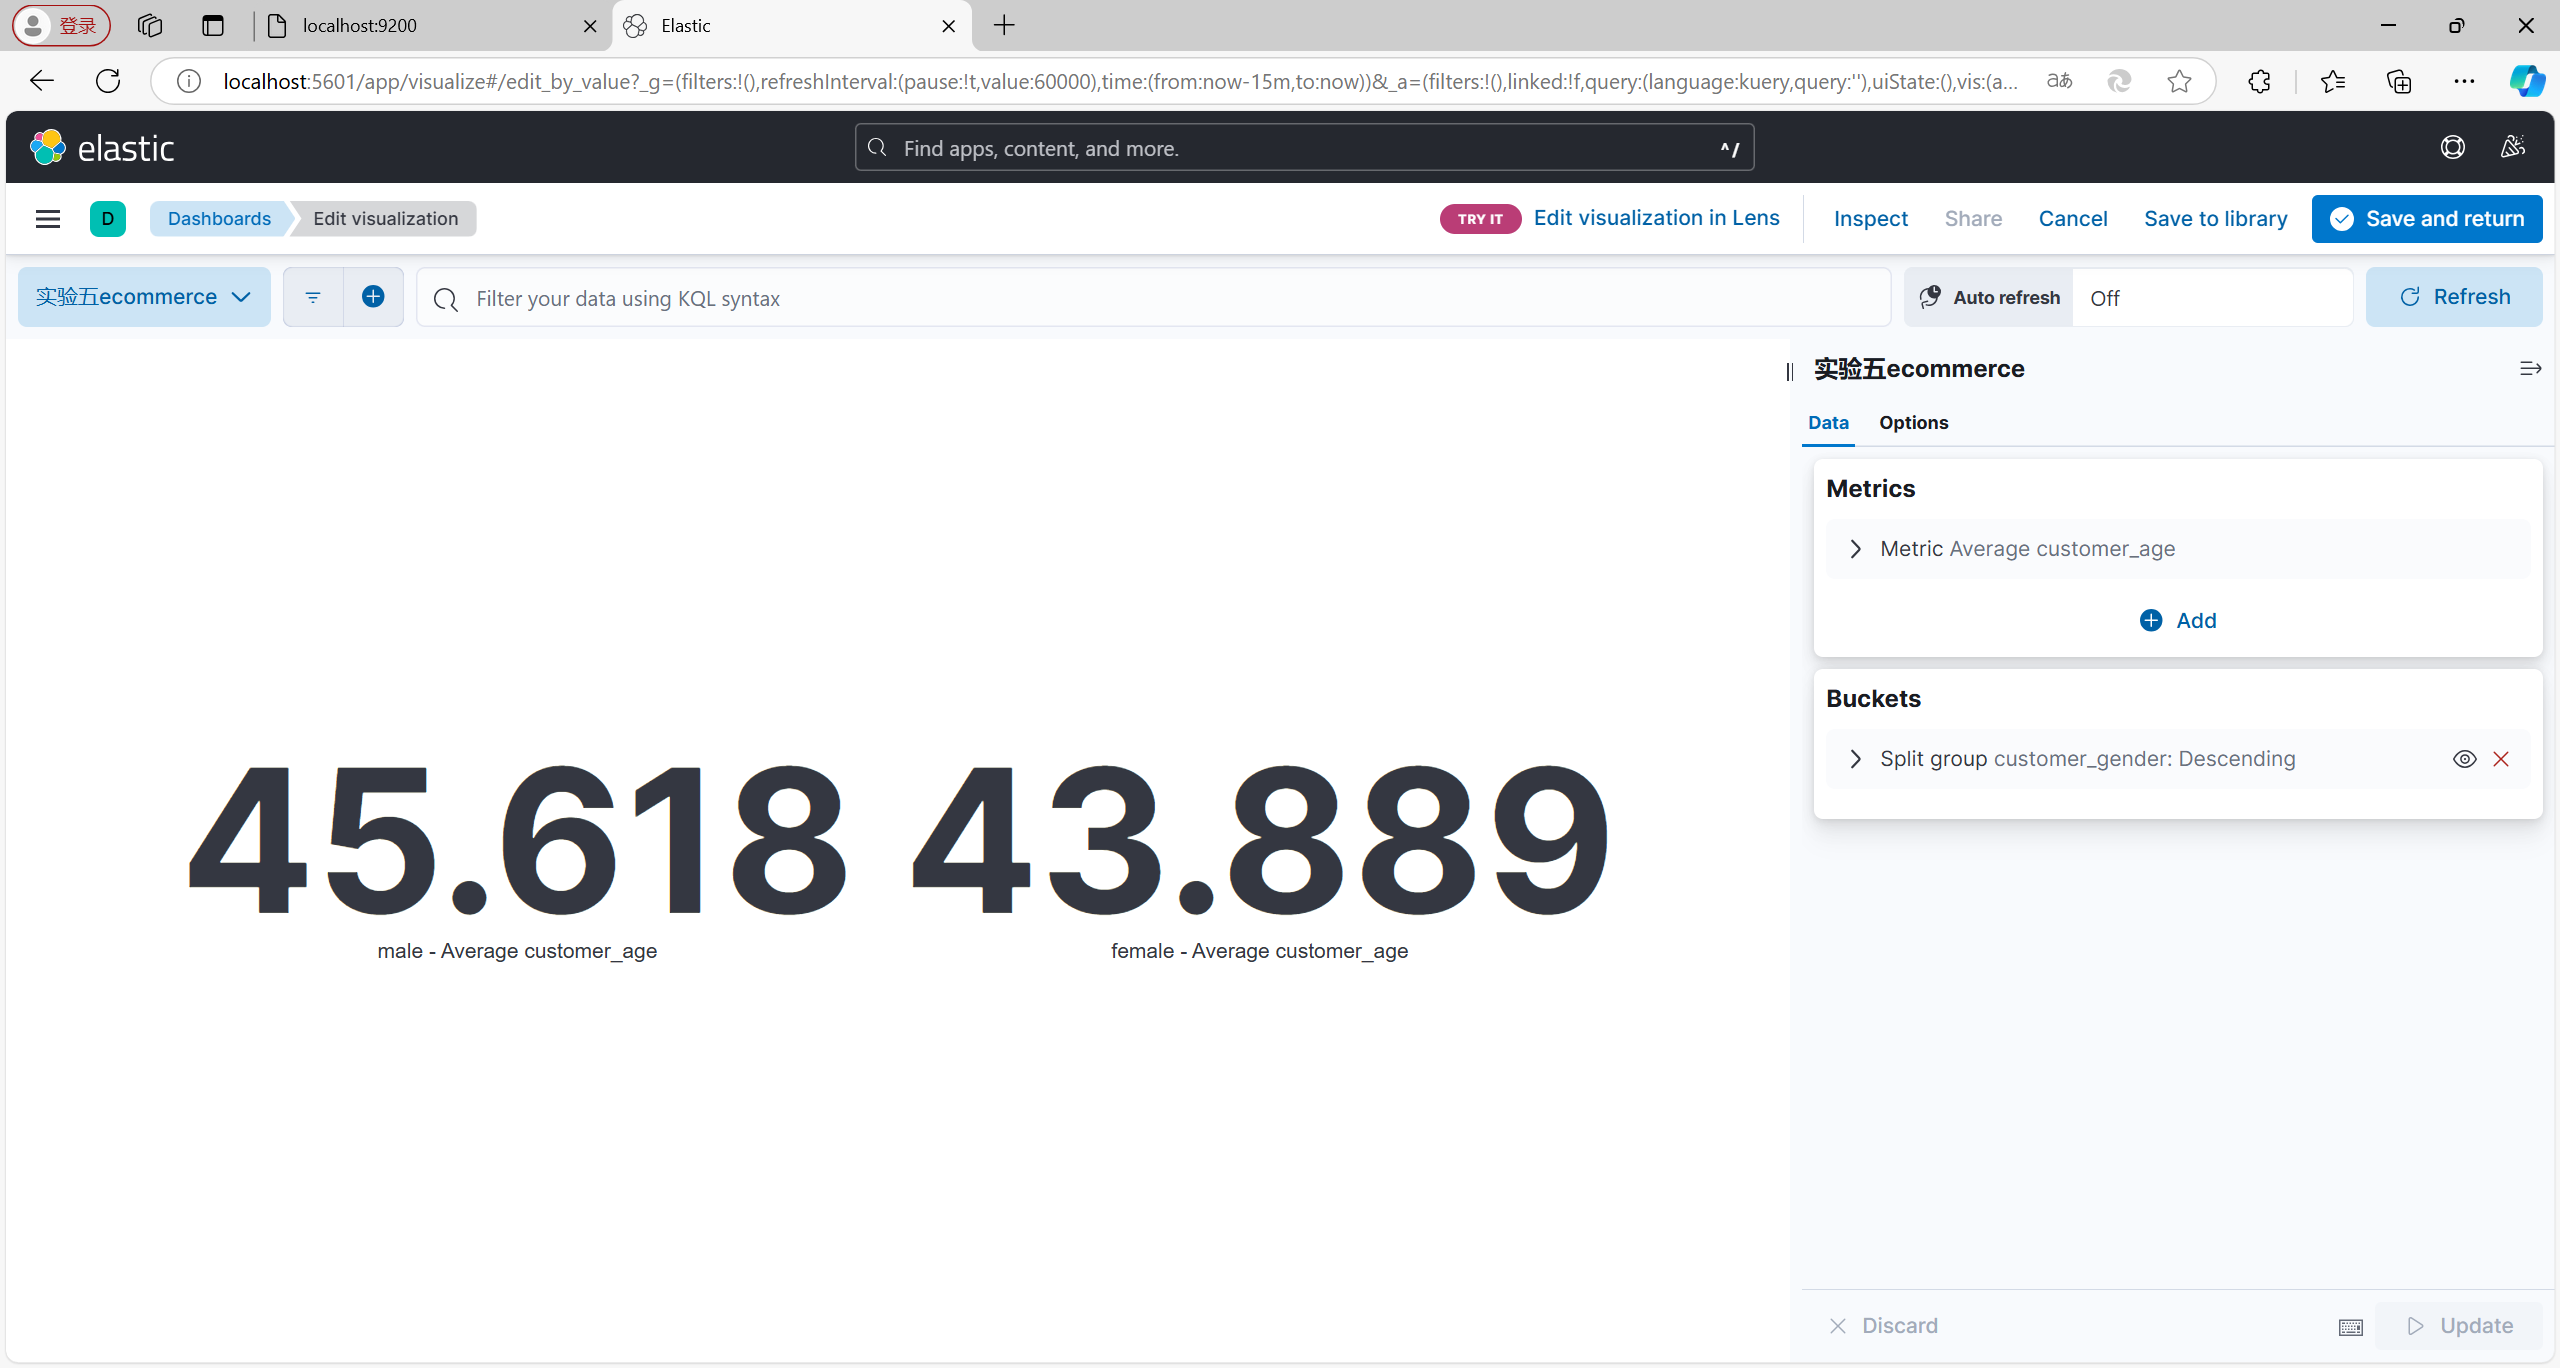 登录
localhost:9200
Elastic
localhost:5601/app/visualize#/edit_by_value?_g=(filters:!(),refreshInterval:(pause:!t,value:60000),time:(from:now-15m,to:now))&_a=(filters:!(),linked:!f,query:(language:kuery,query:''),uiState:(),vis:(a...
aあ
elastic
Find apps, content, and more.
^/
D
Dashboards
Edit visualization
TRY IT
Edit visualization in Lens
Inspect
Share
Cancel
Save to library
Save and return
实验五ecommerce
Filter your data using KQL syntax
Auto refresh
Off
Refresh
实验五ecommerce
Data
Options
Metrics
Metric Average customer_age
Add
Buckets
Split group customer_gender: Descending
45.618
43.889
male - Average customer_age
female - Average customer_age
Discard
Update